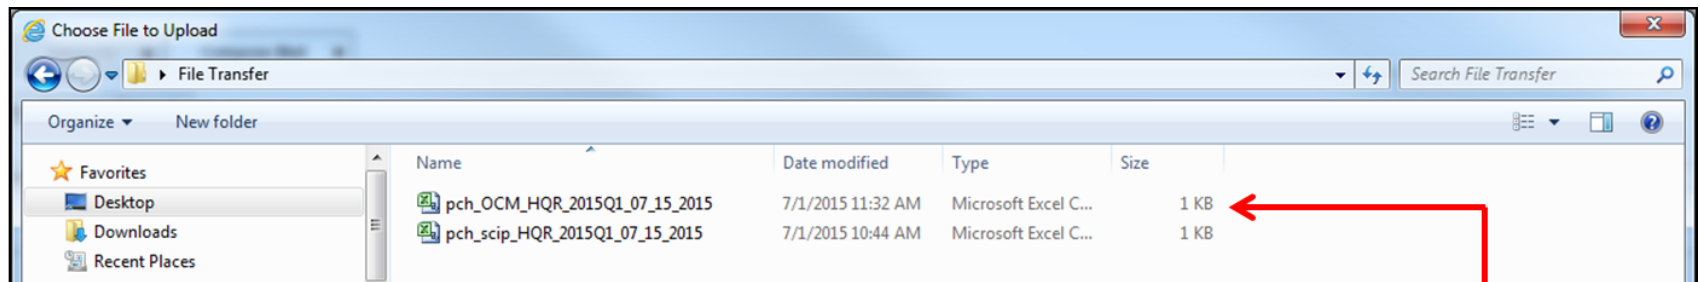 Choose File to Upload
File Transfer
Search File Transfer
Organize New folder
Favorites
Desktop
Downloads
Recent Places
Name Date modified Type Size
pch_OCM_HQR_2015Q1_07_15_2015 7/1/2015 11:32 AM Microsoft Excel C... 1 KB
pch_scip_HQR_2015Q1_07_15_2015 7/1/2015 10:44 AM Microsoft Excel C... 1 KB